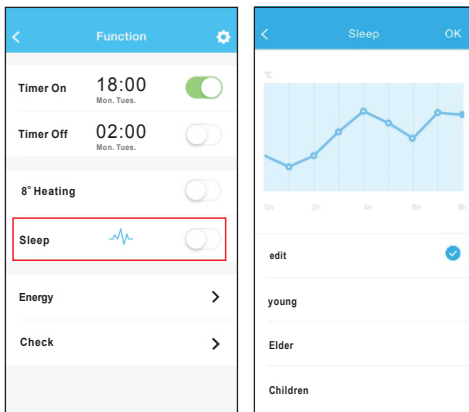 Function
Timer On 18:00
Mon. Tues.
Timer Off 02:00
Mon. Tues.
8° Heating
Sleep
Energy
Check
Sleep OK
℃
0h 2h 4h 6h 8h
edit
young
Elder
Children